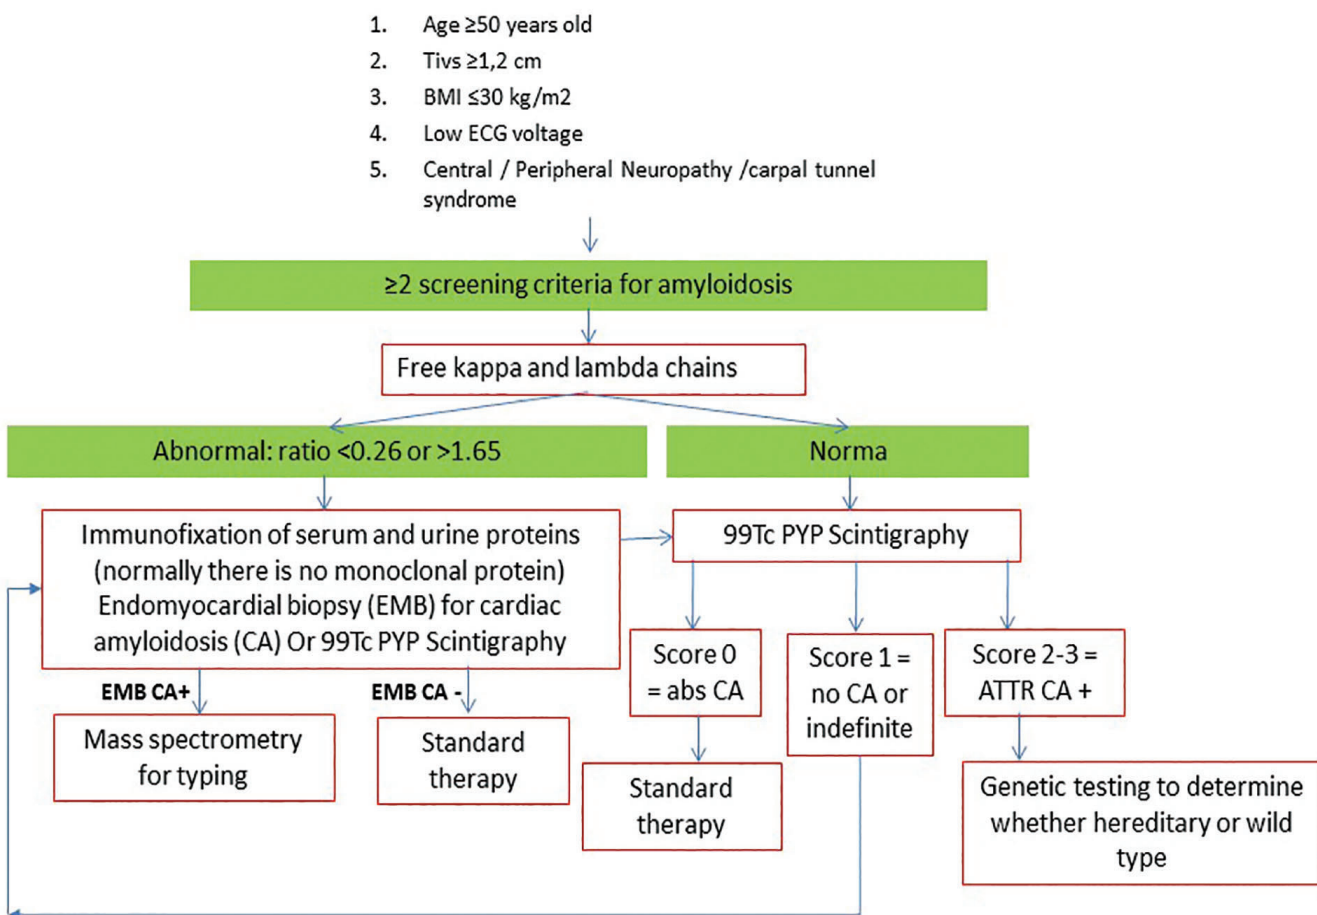 1. Age ≥50 years old
2. Tivs ≥1,2 cm
3. BMI ≤30 kg/m2
4. Low ECG voltage
5. Central / Peripheral Neuropathy /carpal tunnel
syndrome
≥2 screening criteria for amyloidosis
Free kappa and lambda chains
Abnormal: ratio <0.26 or >1.65
Norma
Immunofixation of serum and urine proteins
(normally there is no monoclonal protein)
Endomyocardial biopsy (EMB) for cardiac
amyloidosis (CA) Or 99Tc PYP Scintigraphy
99Tc PYP Scintigraphy
EMB CA+
EMB CA -
Mass spectrometry
for typing
Standard
therapy
Score 0
= abs CA
Score 1 =
no CA or
indefinite
Score 2-3 =
ATTR CA +
Standard
therapy
Genetic testing to determine
whether hereditary or wild
type